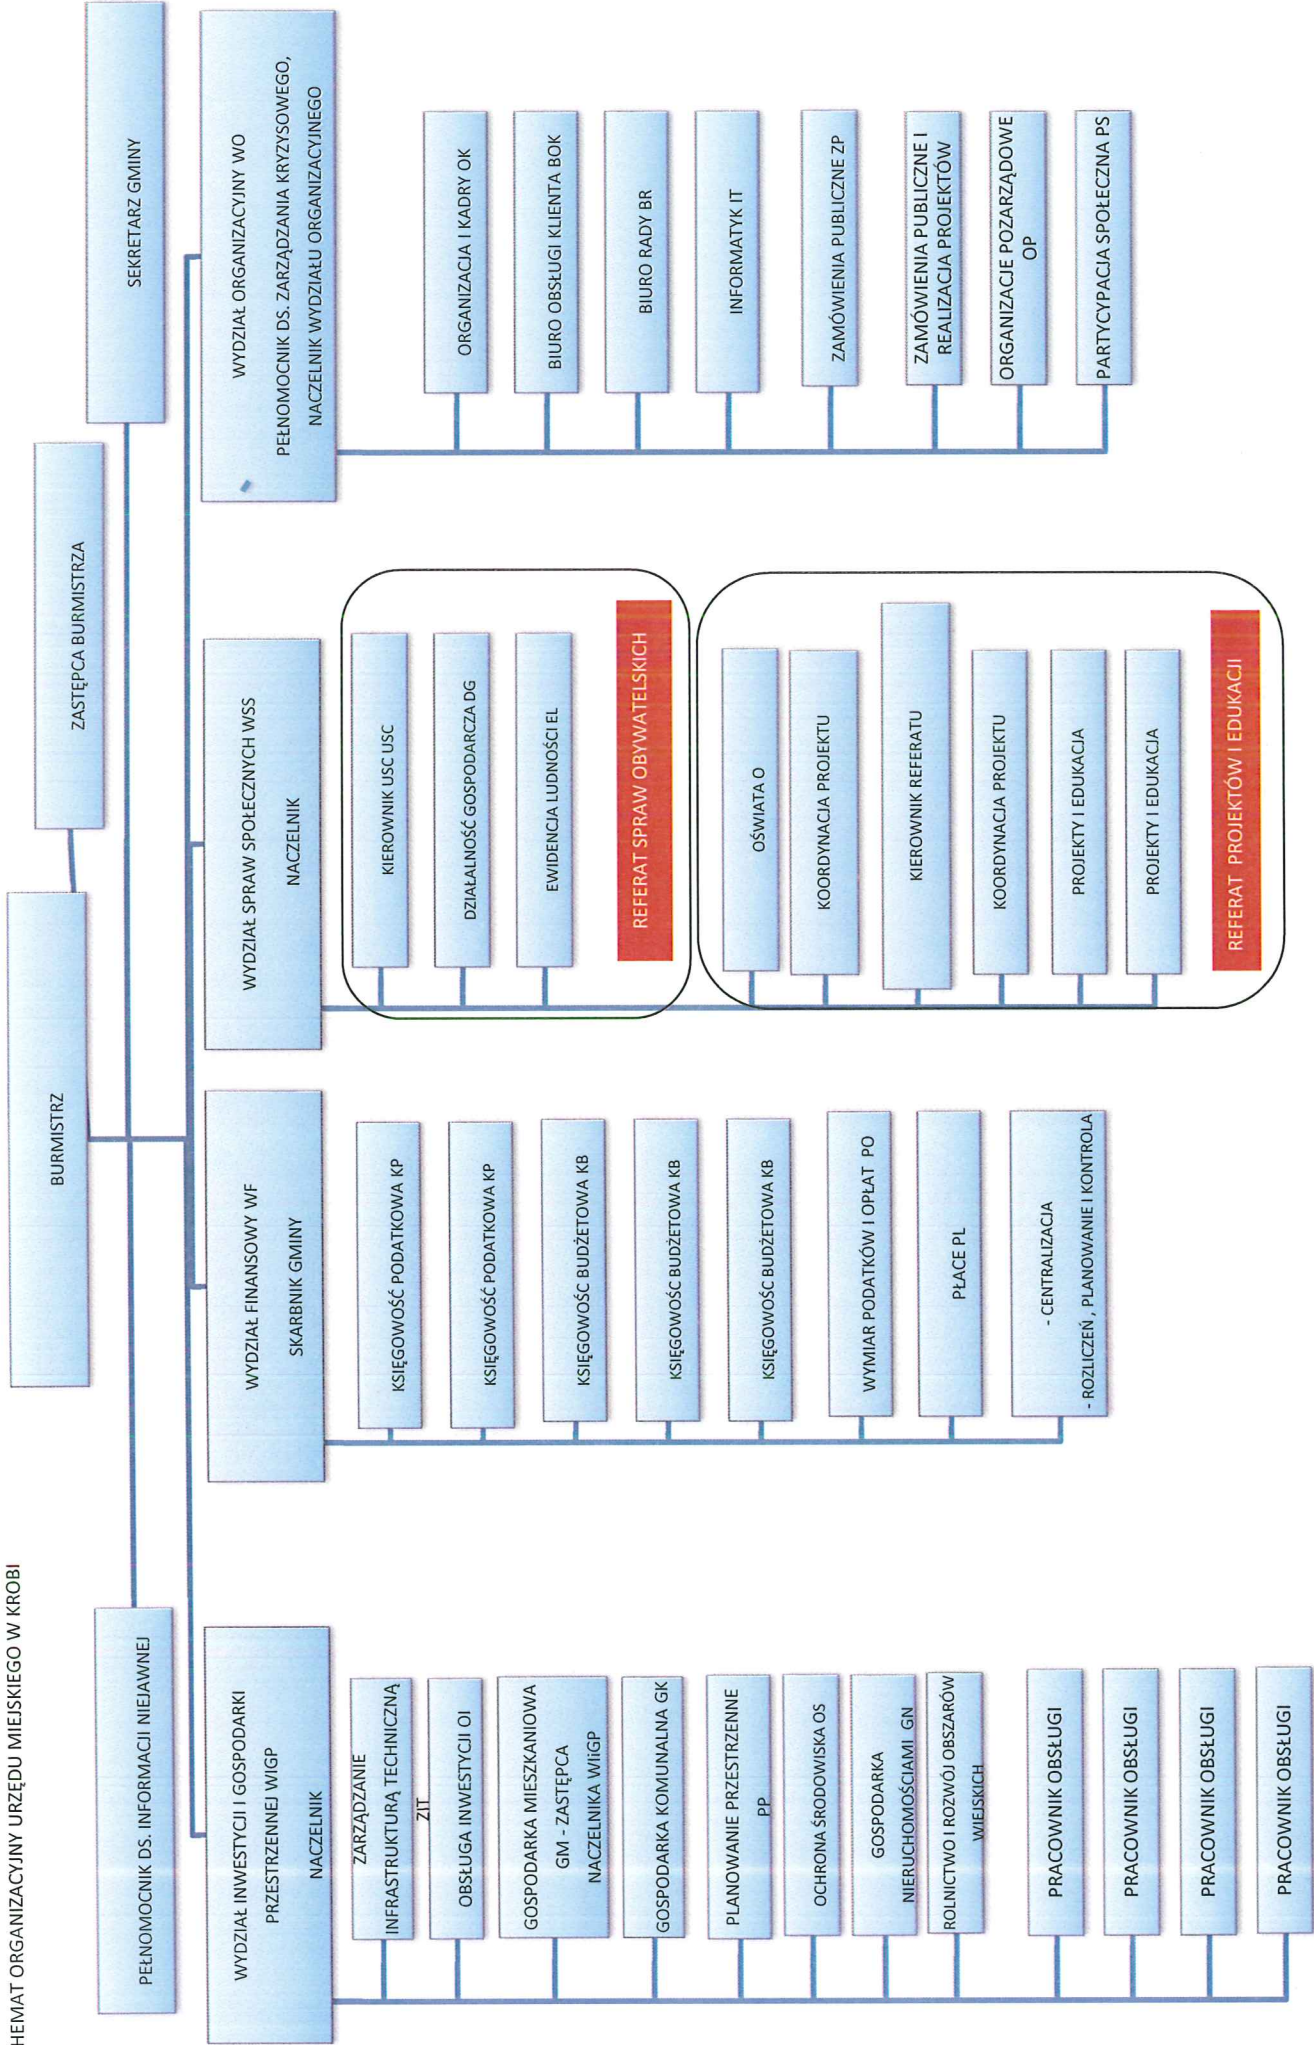 HEMAT ORGANIZACYJNY URZĘDU MIEJSKIEGO W KROBI
BURMISTRZ
ZASTĘPCA BURMISTRZA
PEŁNOMOCNIK DS. INFORMACJI NIEJAWNEJ
SEKRETARZ GMINY
WYDZIAŁ INWESTYCJI I GOSPODARKI
PRZESTRZENNEJ WIGP
NACZELNIK
ZARZĄDZANIE
INFRASTRUKTURĄ TECHNICZNĄ
ZIT
OBSŁUGA INWESTYCJI OI
GOSPODARKA MIESZKANIOWA
GM - ZASTĘPCA
NACZELNIKA WIiGP
GOSPODARKA KOMUNALNA GK
PLANOWANIE PRZESTRZENNE
PP
OCHRONA ŚRODOWISKA OS
GOSPODARKA
NIERUCHOMOŚCIAMI GN
ROLNICTWO I ROZWÓJ OBSZARÓW
WIEJSKICH
PRACOWNIK OBSŁUGI
PRACOWNIK OBSŁUGI
PRACOWNIK OBSŁUGI
PRACOWNIK OBSŁUGI
WYDZIAŁ FINANSOWY WF
SKARBNIK GMINY
KSIĘGOWOŚĆ PODATKOWA KP
KSIĘGOWOŚĆ PODATKOWA KP
KSIĘGOWOŚC BUDŻETOWA KB
KSIĘGOWOŚC BUDŻETOWA KB
KSIĘGOWOŚC BUDŻETOWA KB
WYMIAR PODATKÓW I OPŁAT PO
PŁACE PL
- CENTRALIZACJA
- ROZLICZEŃ , PLANOWANIE I KONTROLA
WYDZIAŁ SPRAW SPOŁECZNYCH WSS
NACZELNIK
KIEROWNIK USC USC
DZIAŁALNOŚĆ GOSPODARCZA DG
EWIDENCJA LUDNOŚCI EL
REFERAT SPRAW OBYWATELSKICH
OŚWIATA O
KOORDYNACJA PROJEKTU
KIEROWNIK REFERATU
KOORDYNACJA PROJEKTU
PROJEKTY I EDUKACJA
PROJEKTY I EDUKACJA
REFERAT PROJEKTÓW I EDUKACJI
WYDZIAŁ ORGANIZACYJNY WO
PEŁNOMOCNIK DS. ZARZĄDZANIA KRYZYSOWEGO,
NACZELNIK WYDZIAŁU ORGANIZACYJNEGO
ORGANIZACJA I KADRY OK
BIURO OBSŁUGI KLIENTA BOK
BIURO RADY BR
INFORMATYK IT
ZAMÓWIENIA PUBLICZNE ZP
ZAMÓWIENIA PUBLICZNE I
REALIZACJA PROJEKTÓW
ORGANIZACJE POZARZĄDOWE
OP
PARTYCYPACJA SPOŁECZNA PS